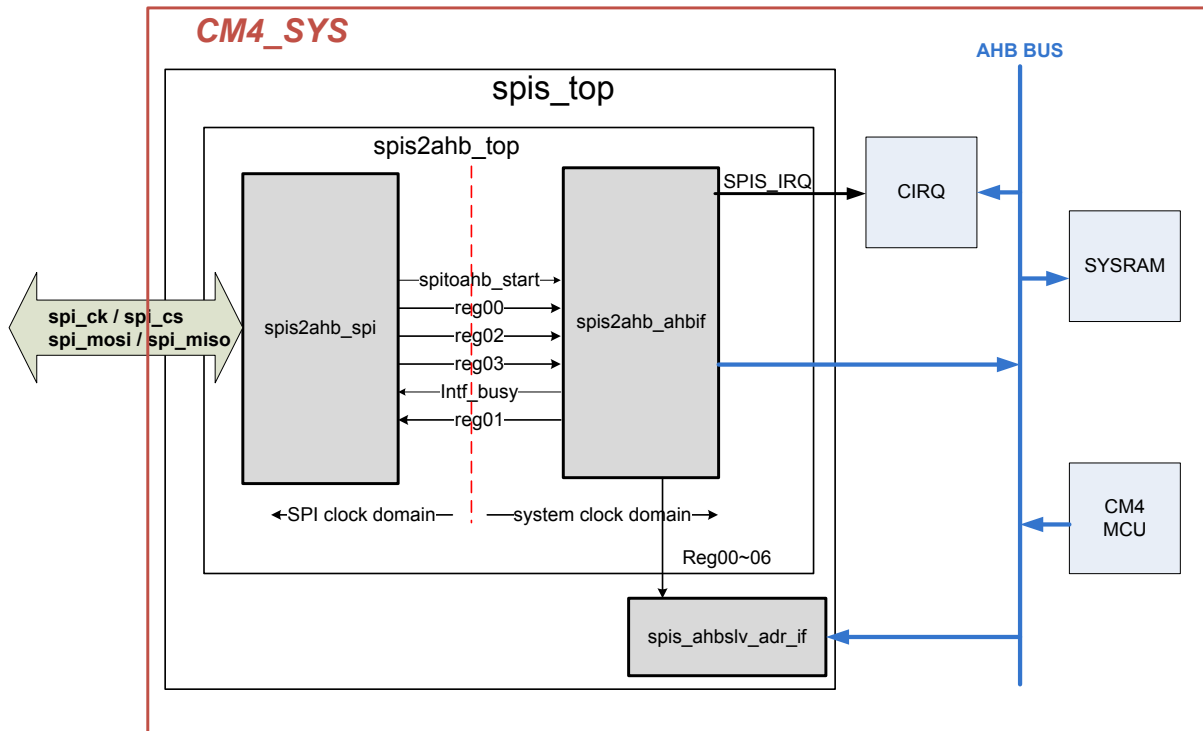 CM4_SYS
AHB BUS
spis_top
spis2ahb_top
SPIS_IRQ
CIRQ
SYSRAM
spitoahb_start
spi_ck / spi_cs
spi_mosi / spi_miso
spis2ahb_spi
reg00
spis2ahb_ahbif
reg02
reg03
Intf_busy
reg01
SPI clock domain
system clock domain
CM4
MCU
Reg00~06
spis_ahbslv_adr_if